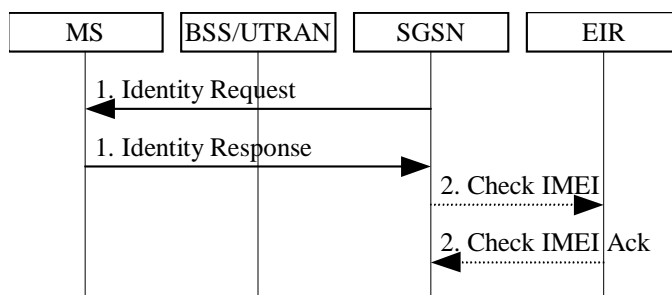 MS BSS/UTRAN SGSN EIR
1. Identity Request
1. Identity Response
2. Check IMEI
2. Check IMEI Ack